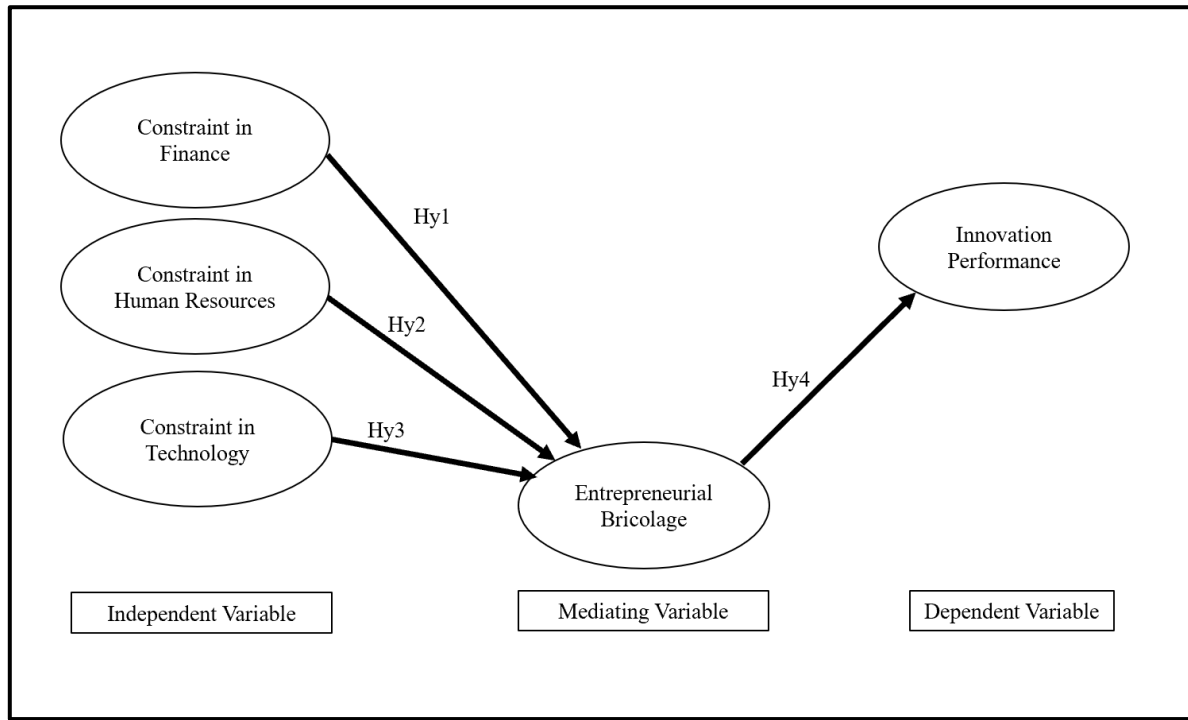 Constraint in
Finance
Hy1
Constraint in
Human Resources
Hy2
Constraint in
Technology
Hy3
Entrepreneurial
Bricolage
Hy4
Innovation
Performance
Independent Variable
Mediating Variable
Dependent Variable